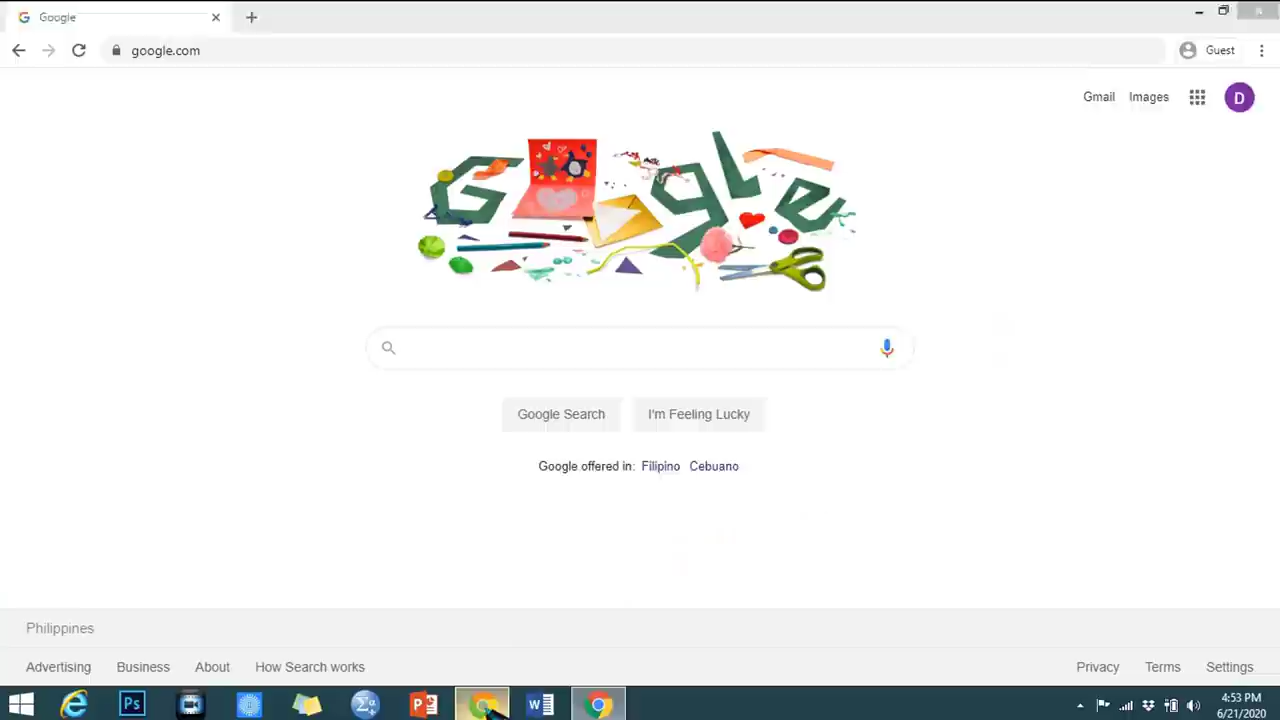 Google
google.com
Guest
Gmail Images
D
Google
Google Search I'm Feeling Lucky
Google offered in: Filipino Cebuano
Philippines
Advertising Business About How Search works Privacy Terms Settings
Ps
4:53 PM
6/21/2020